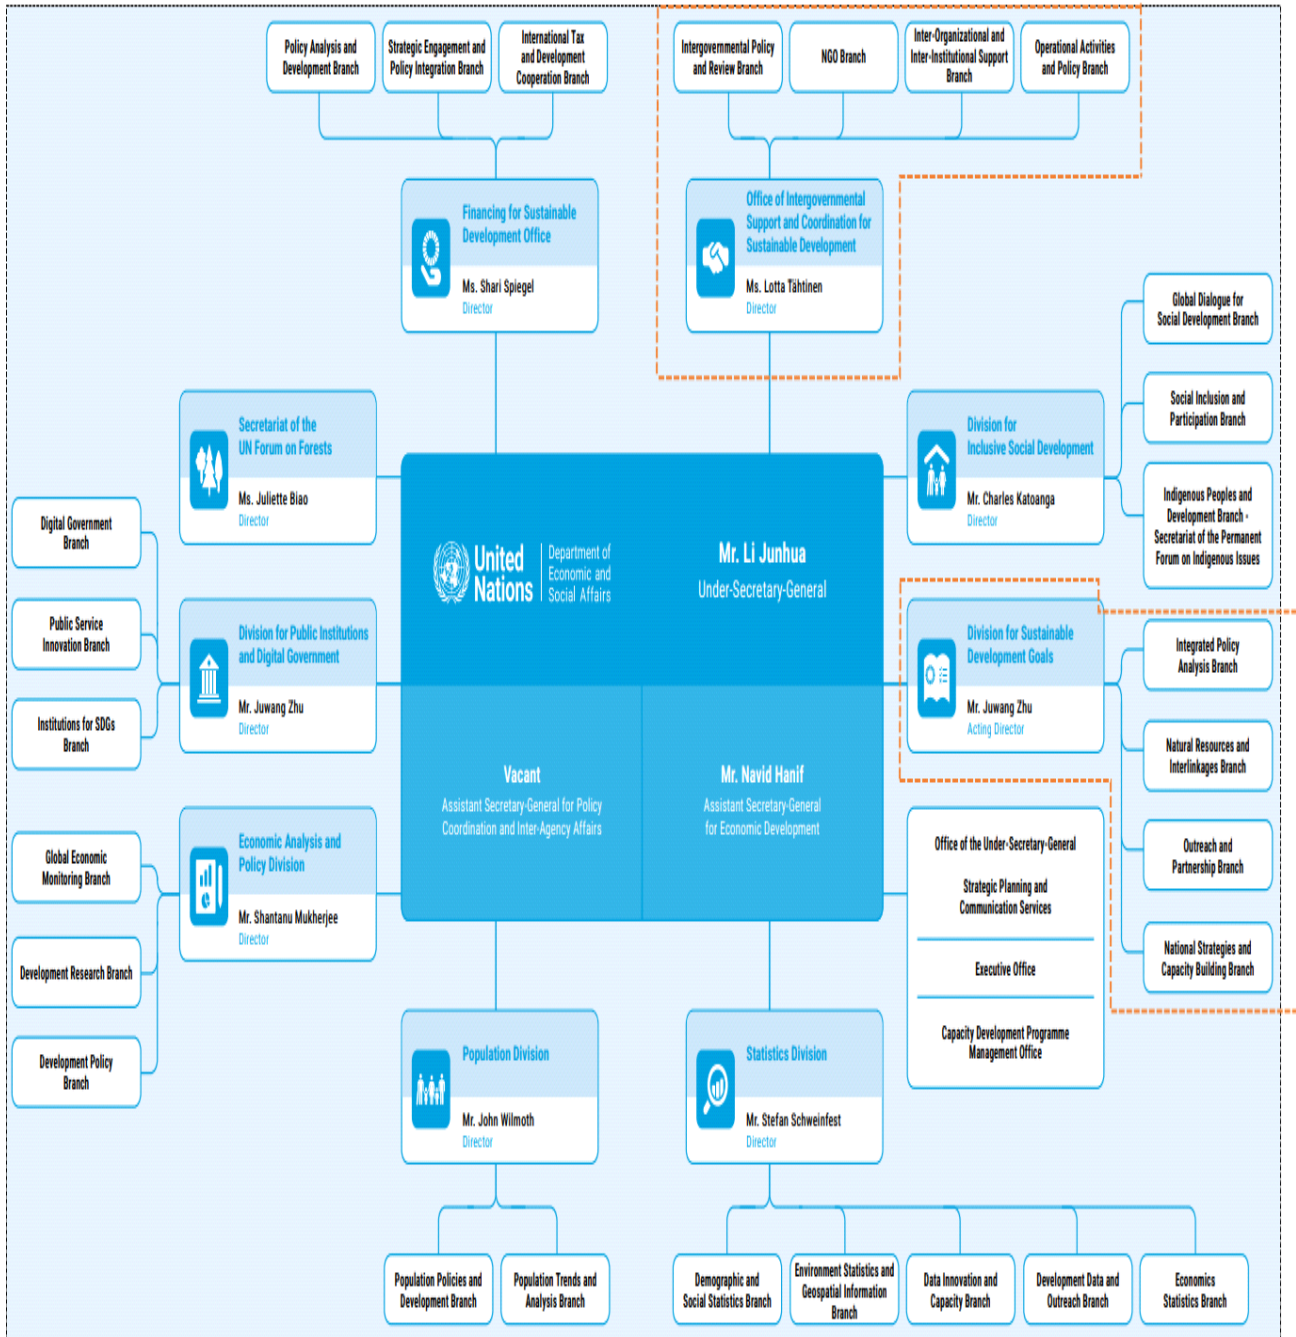 Policy Analysis and
Development Branch
Strategic Engagement and
Policy Integration Branch
International Tax
and Development
Cooperation Branch
Intergovernmental Policy
and Review Branch
NGO Branch
Inter-Organizational and
Inter-Institutional Support
Branch
Operational Activities
and Policy Branch
Financing for Sustainable
Development Office
Ms. Shari Spiegel
Director
Office of Intergovernmental
Support and Coordination for
Sustainable Development
Ms. Lotta Tähtinen
Director
Global Dialogue for
Social Development Branch
Social Inclusion and
Participation Branch
Indigenous Peoples and
Development Branch -
Secretariat of the Permanent
Forum on Indigenous Issues
Secretariat of the
UN Forum on Forests
Ms. Juliette Biao
Director
Division for
Inclusive Social Development
Mr. Charles Katoanga
Director
Digital Government
Branch
Public Service
Innovation Branch
Institutions for SDGs
Branch
United
Nations
Department of
Economic and
Social Affairs
Mr. Li Junhua
Under-Secretary-General
Division for Public Institutions
and Digital Government
Mr. Juwang Zhu
Director
Division for Sustainable
Development Goals
Mr. Juwang Zhu
Acting Director
Integrated Policy
Analysis Branch
Natural Resources and
Interlinkages Branch
Outreach and
Partnership Branch
National Strategies and
Capacity Building Branch
Vacant
Assistant Secretary-General for Policy
Coordination and Inter-Agency Affairs
Mr. Navid Hanif
Assistant Secretary-General
for Economic Development
Global Economic
Monitoring Branch
Development Research Branch
Development Policy
Branch
Economic Analysis and
Policy Division
Mr. Shantanu Mukherjee
Director
Office of the Under-Secretary-General
Strategic Planning and
Communication Services
Executive Office
Capacity Development Programme
Management Office
Population Division
Mr. John Wilmoth
Director
Statistics Division
Mr. Stefan Schweinfest
Director
Population Policies and
Development Branch
Population Trends and
Analysis Branch
Demographic and
Social Statistics Branch
Environment Statistics and
Geospatial Information
Branch
Data Innovation and
Capacity Branch
Development Data and
Outreach Branch
Economics
Statistics Branch